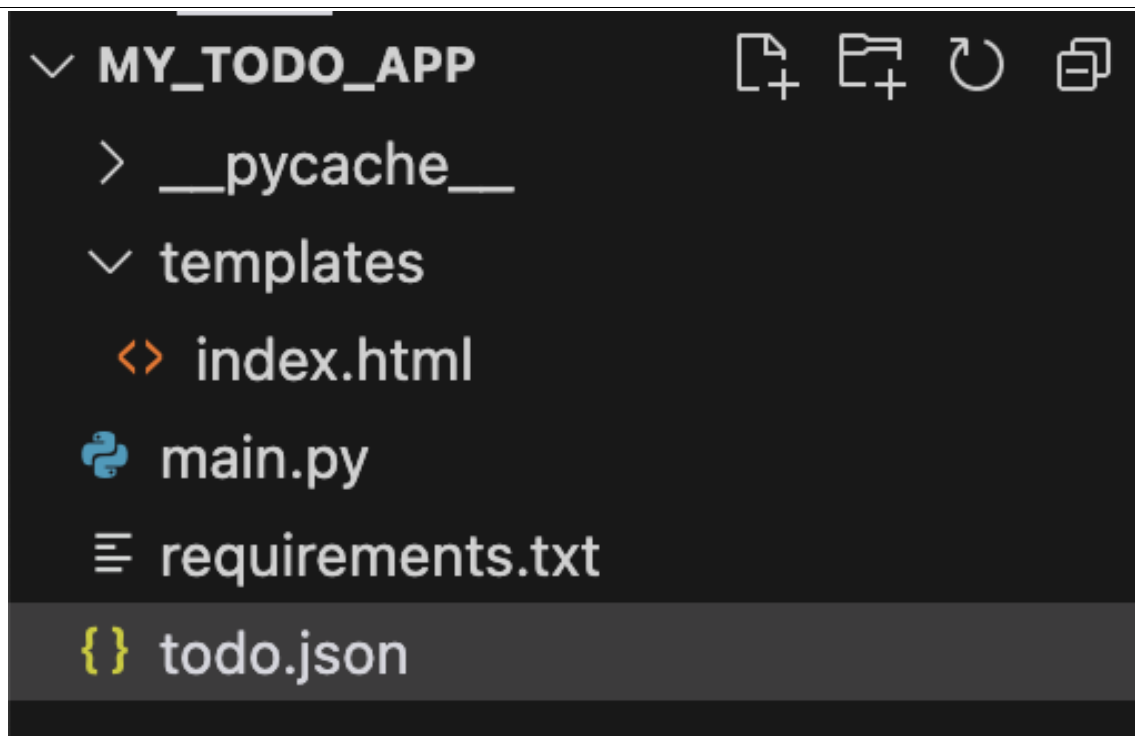 MY_TODO_APP
__pycache__
templates
index.html
main.py
requirements.txt
todo.json